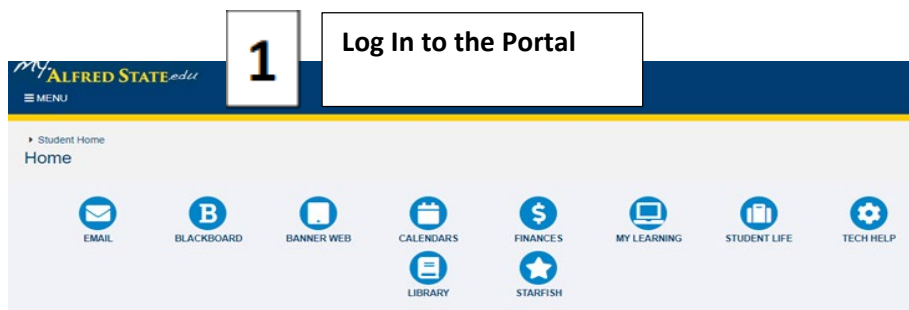 1
Log In to the Portal
my.ALFRED STATE.edu
☰ MENU
▸ Student Home
Home
B
$
EMAIL BLACKBOARD BANNER WEB CALENDARS FINANCES MY LEARNING STUDENT LIFE TECH HELP
LIBRARY STARFISH